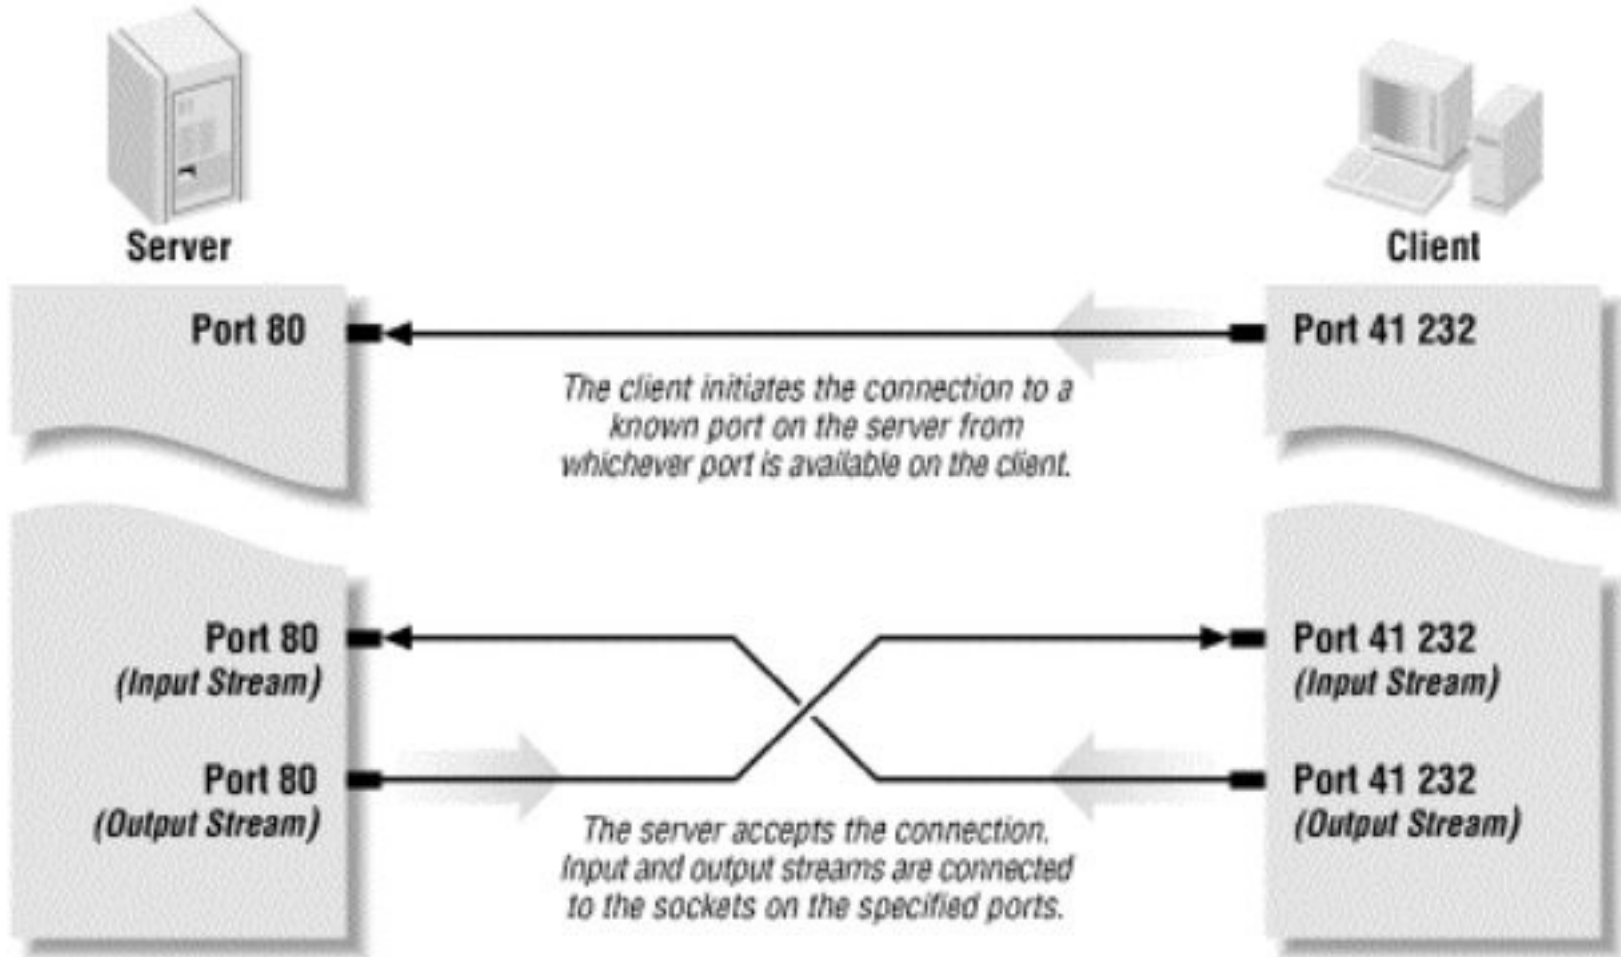 Server
Client
Port 80
Port 41 232
The client initiates the connection to a
known port on the server from
whichever port is available on the client.
Port 80
(Input Stream)
Port 41 232
(Input Stream)
Port 80
(Output Stream)
Port 41 232
(Output Stream)
The server accepts the connection.
Input and output streams are connected
to the sockets on the specified ports.